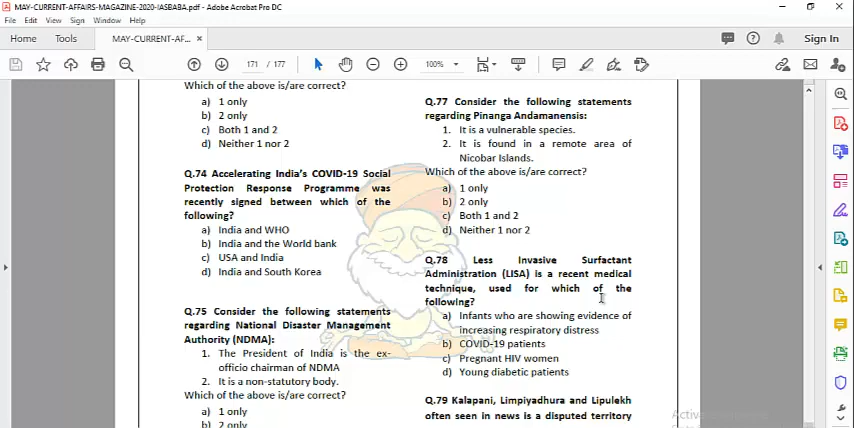 MAY-CURRENT-AFFAIRS-MAGAZINE-2020-IASBABA.pdf - Adobe Acrobat Pro DC
File Edit View Sign Window Help
Home Tools MAY-CURRENT-AF... × Sign In
171 / 177 100%
Which of the above is/are correct?
a) 1 only
b) 2 only
c) Both 1 and 2
d) Neither 1 nor 2
Q.74 Accelerating India's COVID-19 Social
Protection Response Programme was
recently signed between which of the
following?
a) India and WHO
b) India and the World bank
c) USA and India
d) India and South Korea
Q.75 Consider the following statements
regarding National Disaster Management
Authority (NDMA):
1. The President of India is the ex-
officio chairman of NDMA
2. It is a non-statutory body.
Which of the above is/are correct?
a) 1 only
b) 2 only
Q.77 Consider the following statements
regarding Pinanga Andamanensis:
1. It is a vulnerable species.
2. It is found in a remote area of
Nicobar Islands.
Which of the above is/are correct?
a) 1 only
b) 2 only
c) Both 1 and 2
d) Neither 1 nor 2
Q.78 Less Invasive Surfactant
Administration (LISA) is a recent medical
technique, used for which of the
following?
a) Infants who are showing evidence of
increasing respiratory distress
b) COVID-19 patients
c) Pregnant HIV women
d) Young diabetic patients
Q.79 Kalapani, Limpiyadhura and Lipulekh
often seen in news is a disputed territory